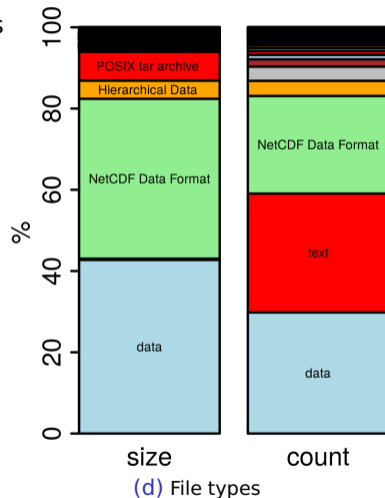 s
100
80
60
40
20
0
%
POSIX tar archive
Hierarchical Data
NetCDF Data Format
data
NetCDF Data Format
text
data
size
count
(d) File types